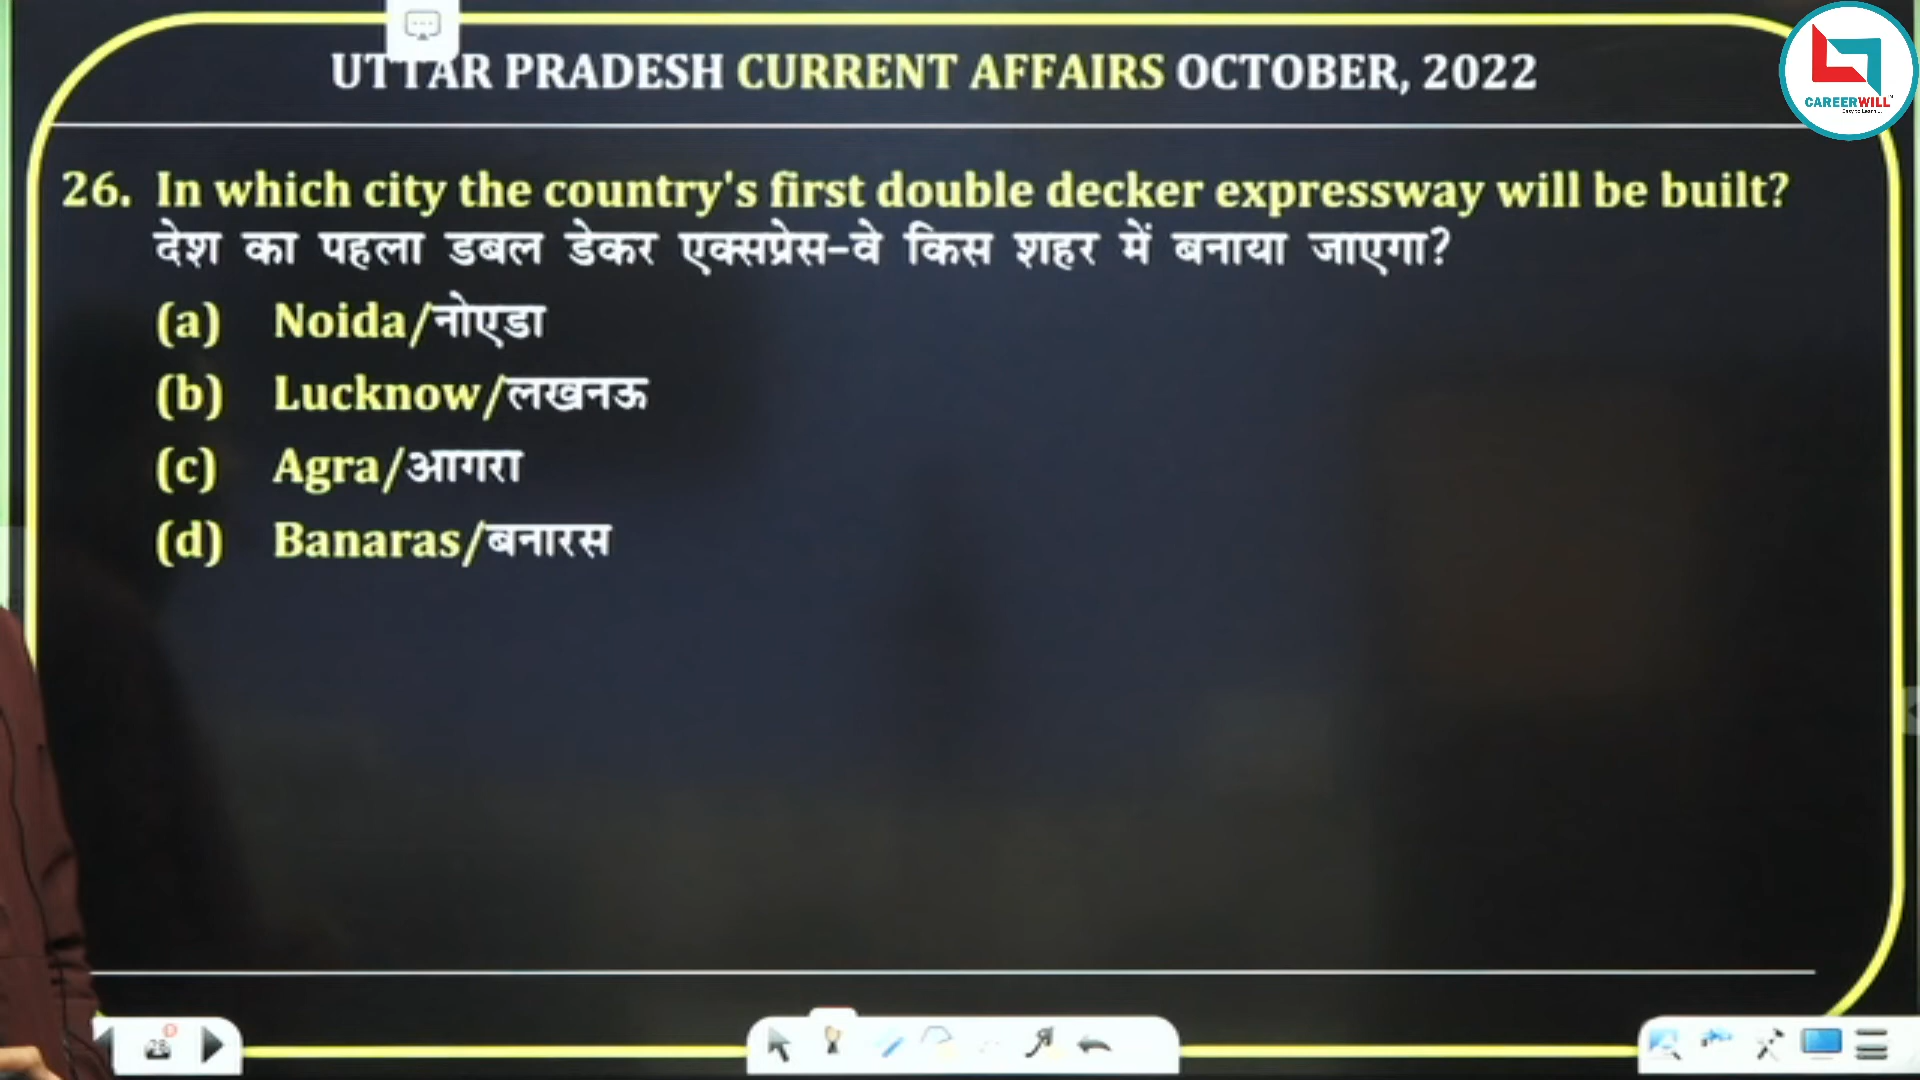 UTTAR PRADESH CURRENT AFFAIRS OCTOBER, 2022
CAREERWILL
26. In which city the country's first double decker expressway will be built?
देश का पहला डबल डेकर एक्सप्रेस-वे किस शहर में बनाया जाएगा?
(a) Noida/नोएडा
(b) Lucknow/लखनऊ
(c) Agra/आगरा
(d) Banaras/बनारस
28